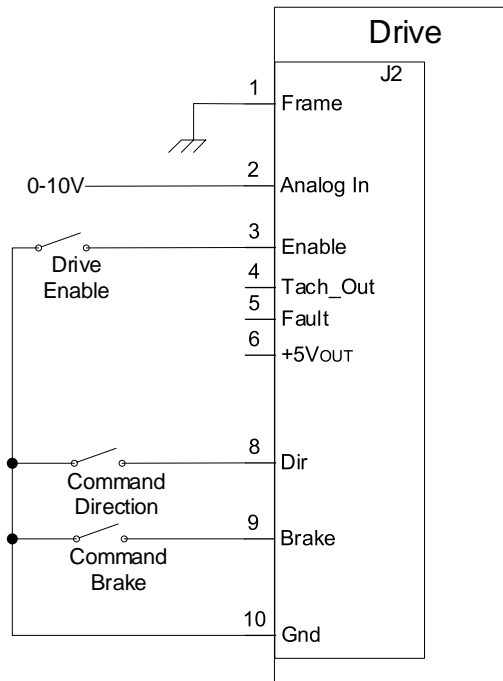 Drive
J2
1
Frame
0-10V
2
Analog In
3
Enable
Drive
Enable
4
Tach_Out
5
Fault
6
+5VOUT
8
Dir
Command
Direction
9
Brake
Command
Brake
10
Gnd